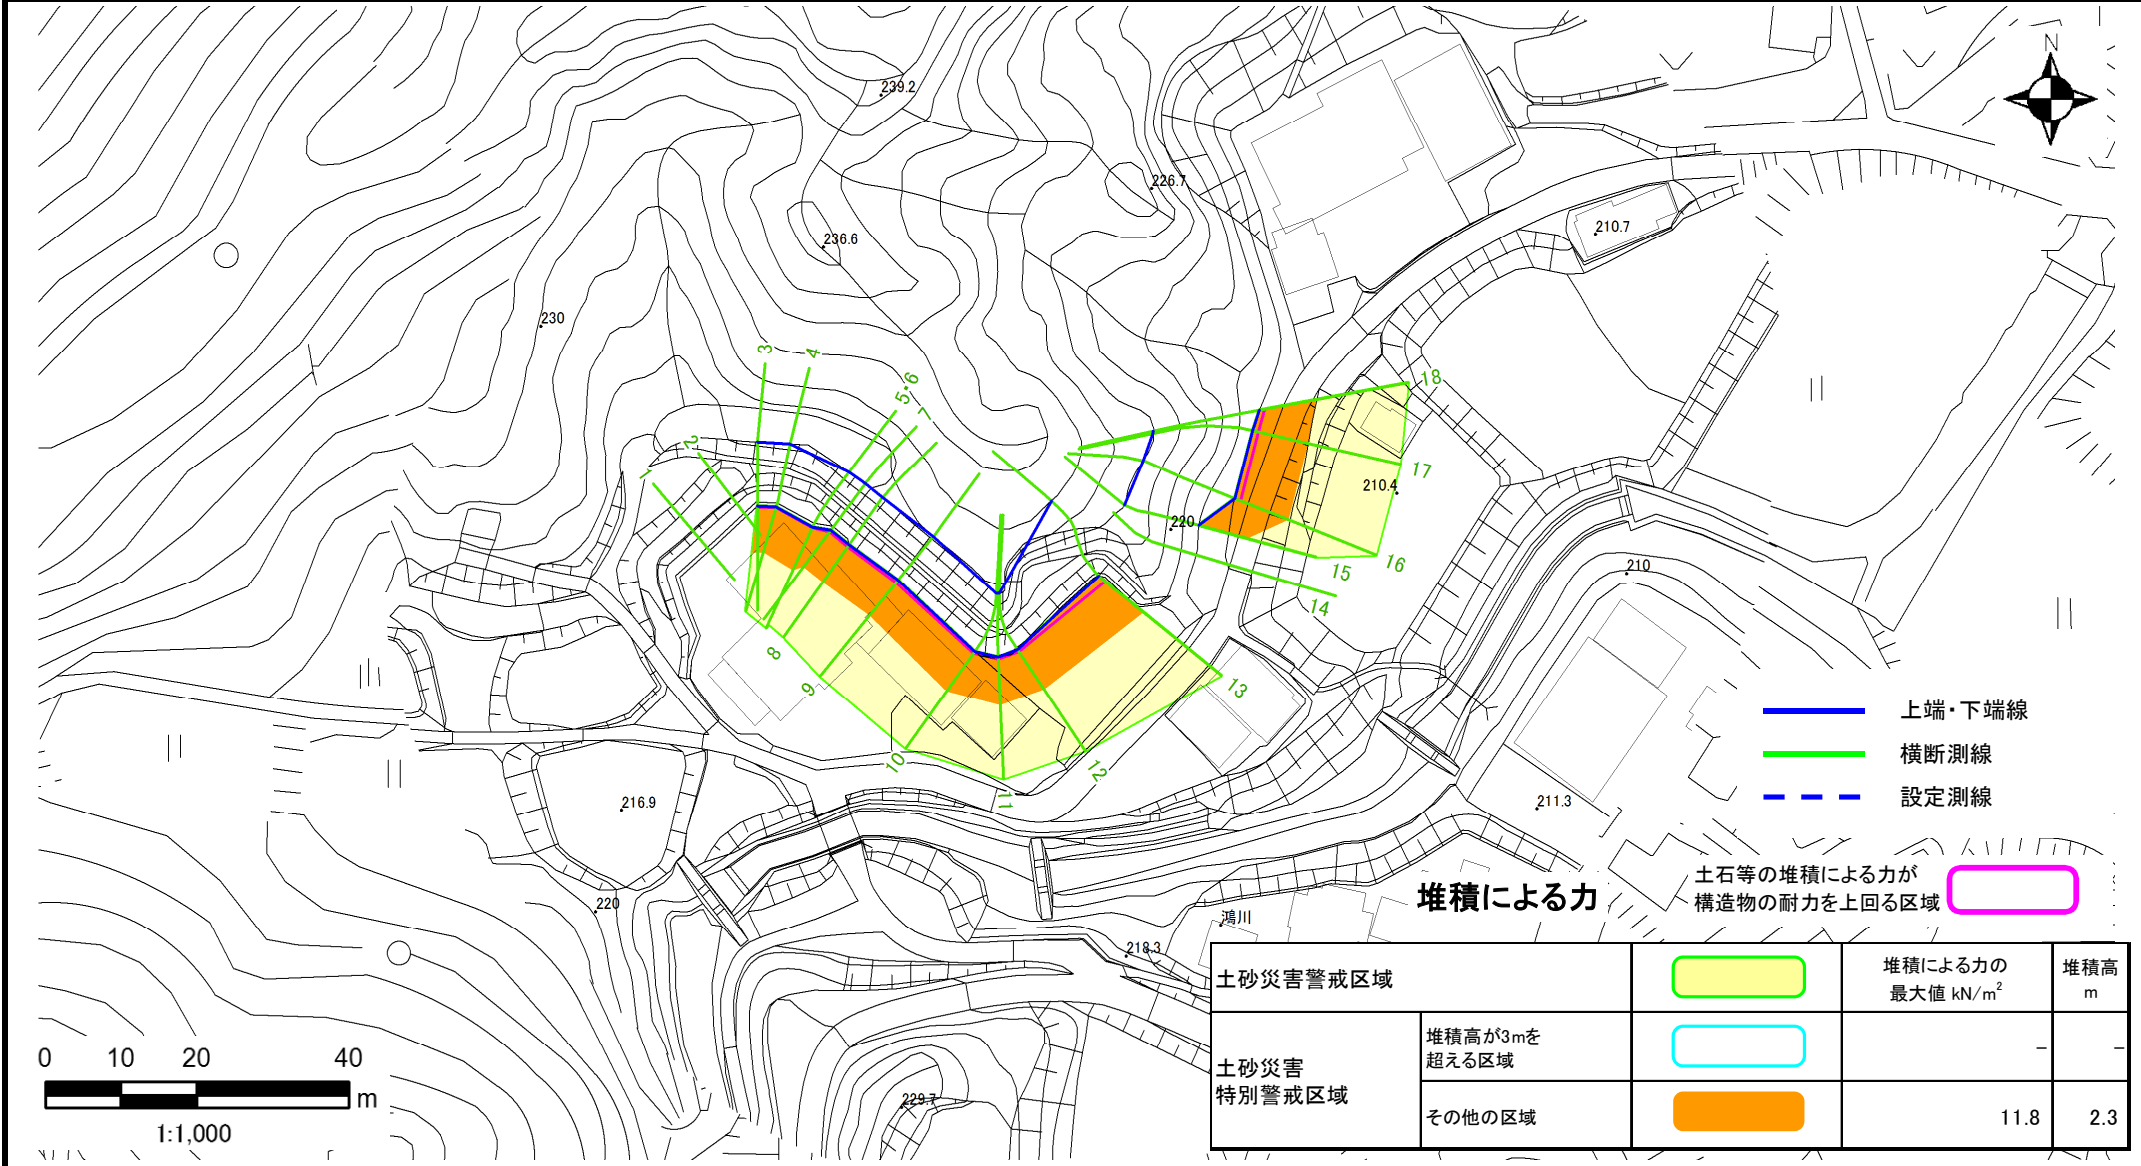 N
239.2
226.7
210.7
236.6
230
3
4
5・6
7
2
1
18
17
210.4
220
16
15
14
210
8
9
10
11
12
13
216.9
220
211.3
上端・下端線
横断測線
設定測線
堆積による力
土石等の堆積による力が
構造物の耐力を上回る区域
鴻川
218.3
229.7
土砂災害警戒区域
堆積による力の
最大値 kN/m²
堆積高
m
土砂災害
特別警戒区域
堆積高が3mを
超える区域
－
－
その他の区域
11.8
2.3
0 10 20 40
m
1:1,000